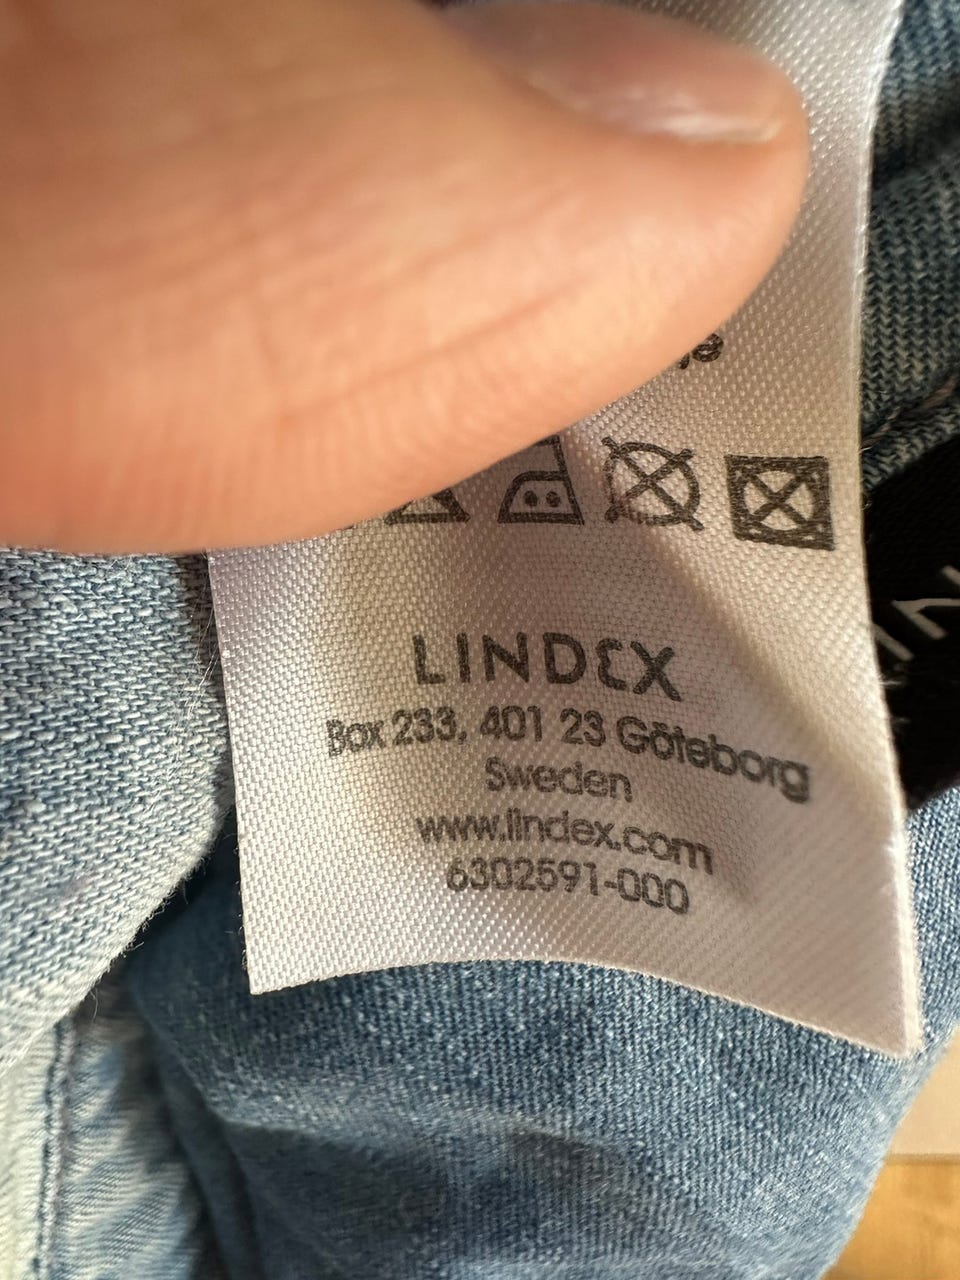 LINDEX
Box 233, 401 23 Göteborg
Sweden
www.lindex.com
6302591-000